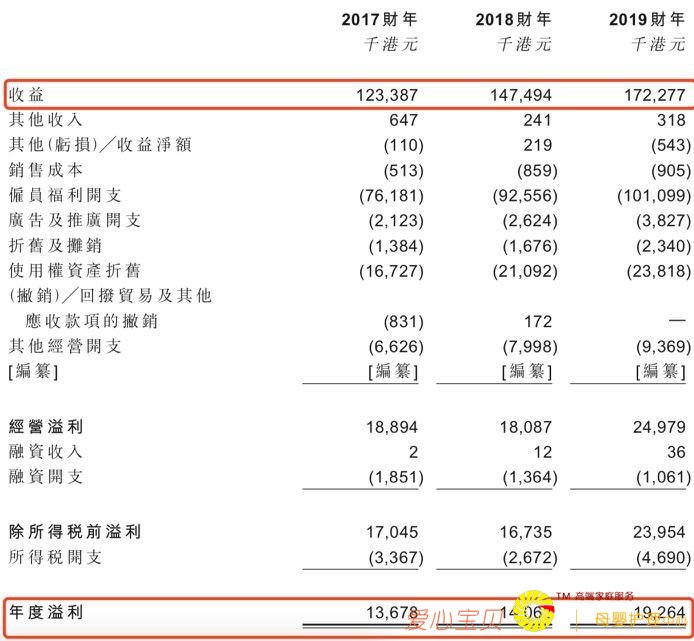 2017財年 2018財年 2019財年
千港元 千港元 千港元
收益 123,387 147,494 172,277
其他收入 647 241 318
其他(虧損)／收益淨額 (110) 219 (543)
銷售成本 (513) (859) (905)
僱員福利開支 (76,181) (92,556) (101,099)
廣告及推廣開支 (2,123) (2,624) (3,827)
折舊及攤銷 (1,384) (1,676) (2,340)
使用權資產折舊 (16,727) (21,092) (23,818)
(撇銷)／回撥貿易及其他
應收款項的撇銷 (831) 172 —
其他經營開支 (6,626) (7,998) (9,369)
[編纂] [編纂] [編纂] [編纂]
經營溢利 18,894 18,087 24,979
融資收入 2 12 36
融資開支 (1,851) (1,364) (1,061)
除所得稅前溢利 17,045 16,735 23,954
所得稅開支 (3,367) (2,672) (4,690)
TM 高端家庭服务
年度溢利 13,678 19,264
爱心宝贝 母婴护理中心